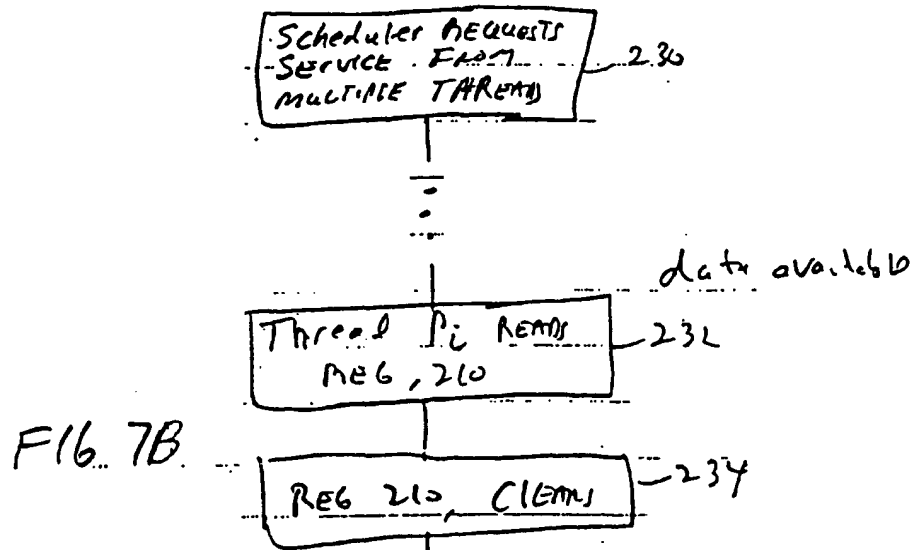 Scheduler REQUESTS
SERVICE FROM
MULTIPLE THREADS
230
data available
Thread Pi READS
REG, 210
232
FIG. 7B
REG 210, CLEARS
234